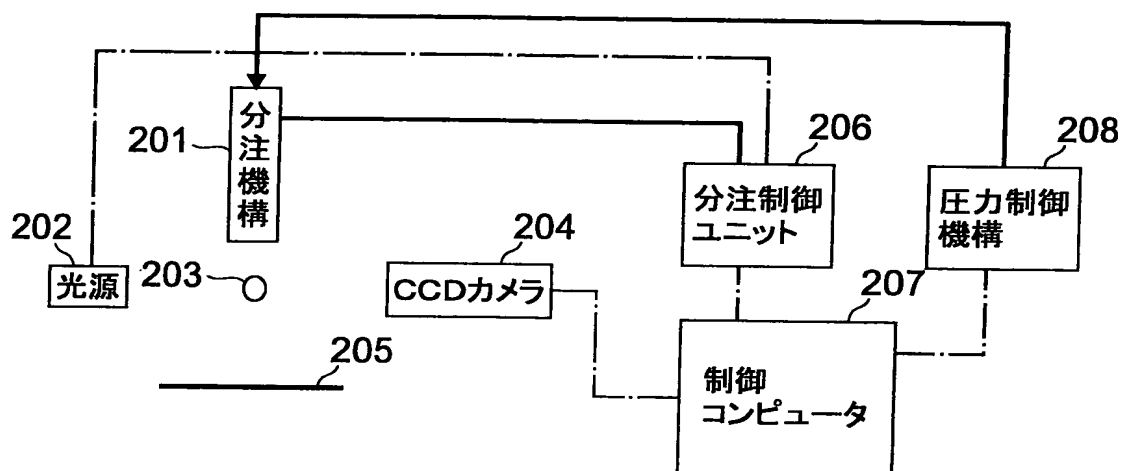 201
分注機構
202
光源
203
204
CCDカメラ
205
206
分注制御
ユニット
207
制御
コンピュータ
208
圧力制御
機構